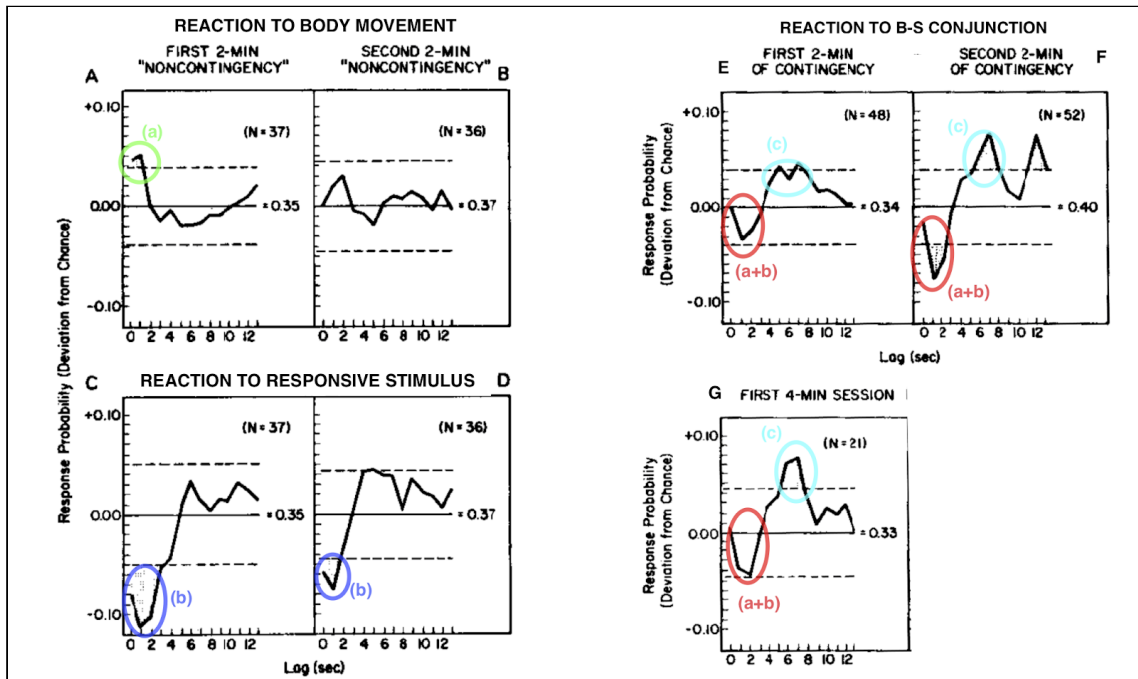 REACTION TO BODY MOVEMENT
FIRST 2-MIN
"NONCONTINGENCY"
SECOND 2-MIN
"NONCONTINGENCY"
A
B
+0.10
0.00
-0.10
(a)
(N = 37)
= 0.35
(N = 36)
= 0.37
0 2 4 6 8 10 12
0 2 4 6 8 10 12
Response Probability (Deviation from Chance)
C
REACTION TO RESPONSIVE STIMULUS
D
+0.10
0.00
-0.10
(N = 37)
= 0.35
(b)
(N = 36)
= 0.37
(b)
0 2 4 6 8 10 12
0 2 4 6 8 10 12
Lag (sec)
REACTION TO B-S CONJUNCTION
E
FIRST 2-MIN
OF CONTINGENCY
SECOND 2-MIN
OF CONTINGENCY
F
+0.10
0.00
-0.10
(N = 48)
(c)
= 0.34
(a+b)
(N = 52)
(c)
= 0.40
(a+b)
0 2 4 6 8 10 12
0 2 4 6 8 10 12
Response Probability
(Deviation from Chance)
Lag (sec)
G
FIRST 4-MIN SESSION
+0.10
0.00
-0.10
(c)
(N = 21)
= 0.33
(a+b)
0 2 4 6 8 10 12
Response Probability
(Deviation from Chance)
Lag (sec)